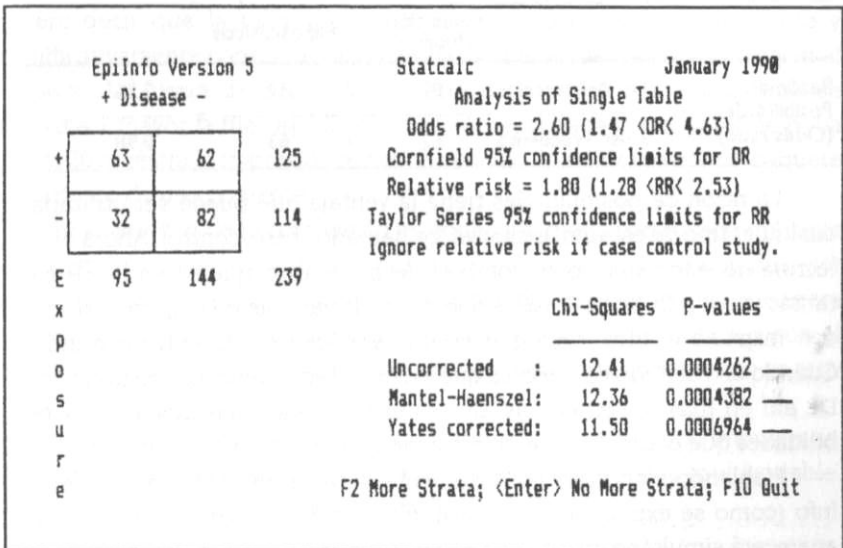 EpiInfo Version 5 Statcalc January 1990
+ Disease - Analysis of Single Table
Odds ratio = 2.60 (1.47 <OR< 4.63)
+ 63 62 125 Cornfield 95% confidence limits for OR
Relative risk = 1.80 (1.28 <RR< 2.53)
- 32 82 114 Taylor Series 95% confidence limits for RR
Ignore relative risk if case control study.
E 95 144 239
x Chi-Squares P-values
p
o Uncorrected : 12.41 0.0004262
s Mantel-Haenszel: 12.36 0.0004382
u Yates corrected: 11.50 0.0006964
r
e F2 More Strata; <Enter> No More Strata; F10 Quit